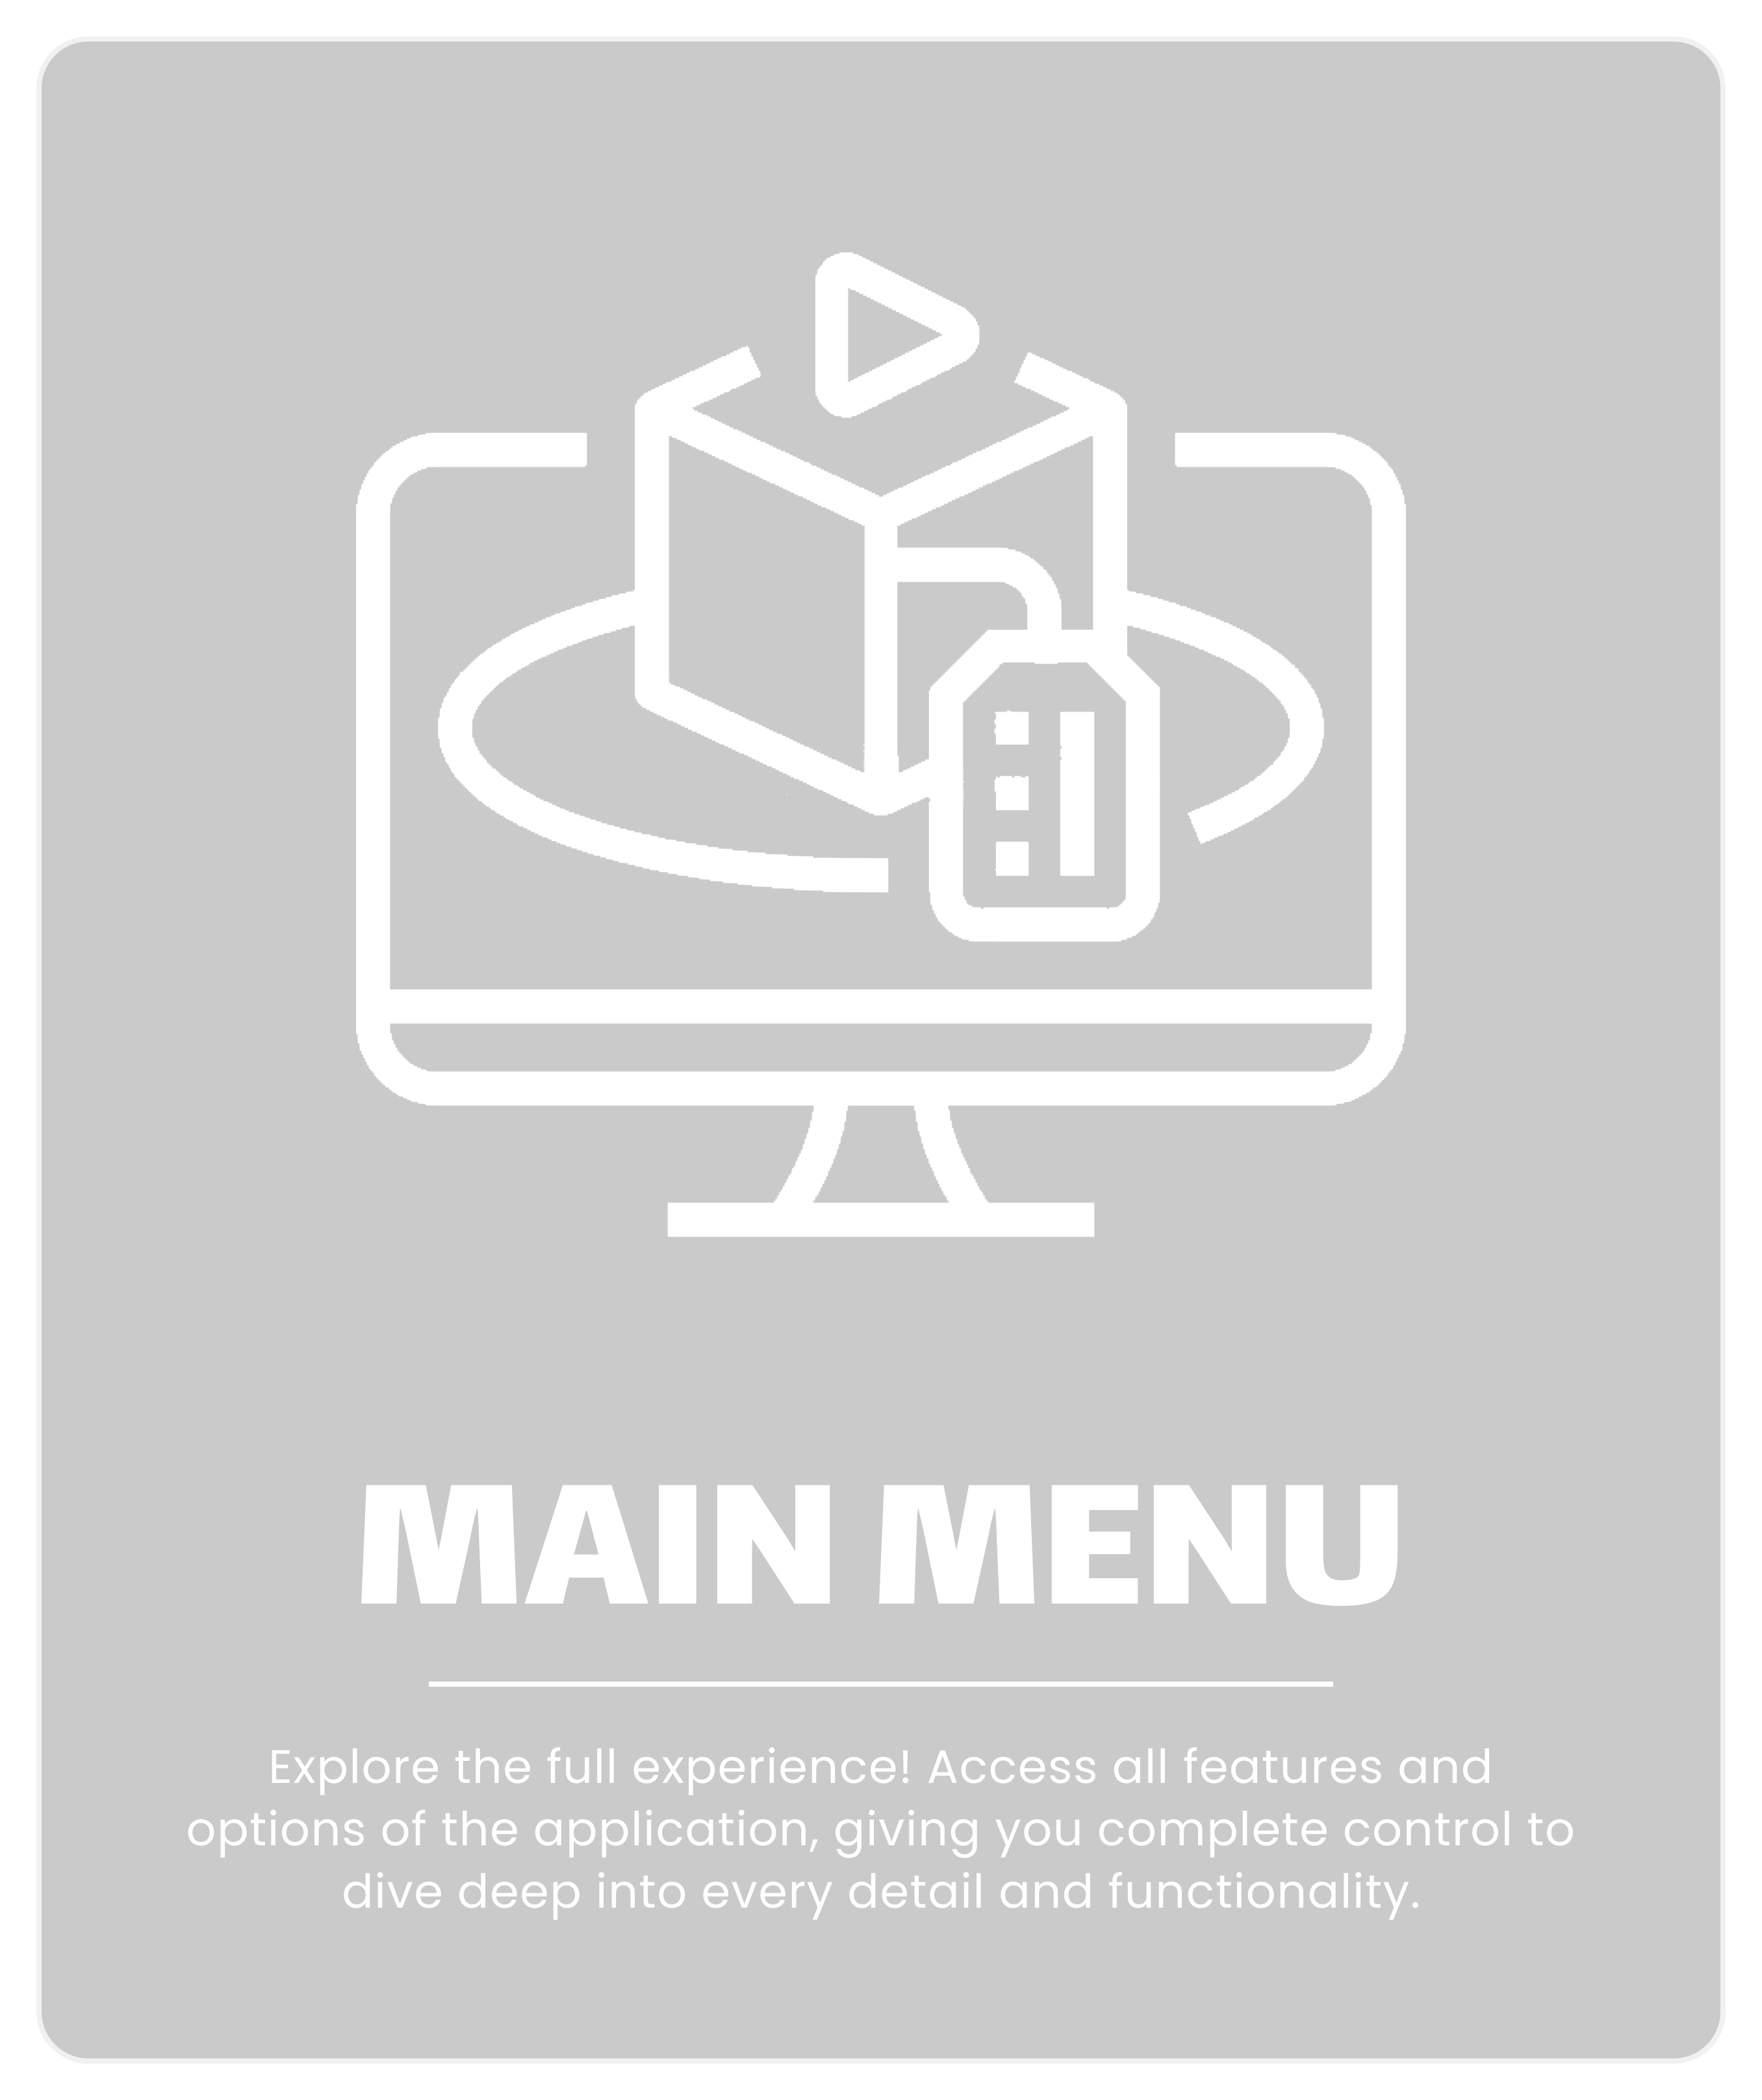 MAIN MENU
Explore the full experience! Access all features and
options of the application, giving you complete control to
dive deep into every detail and functionality.